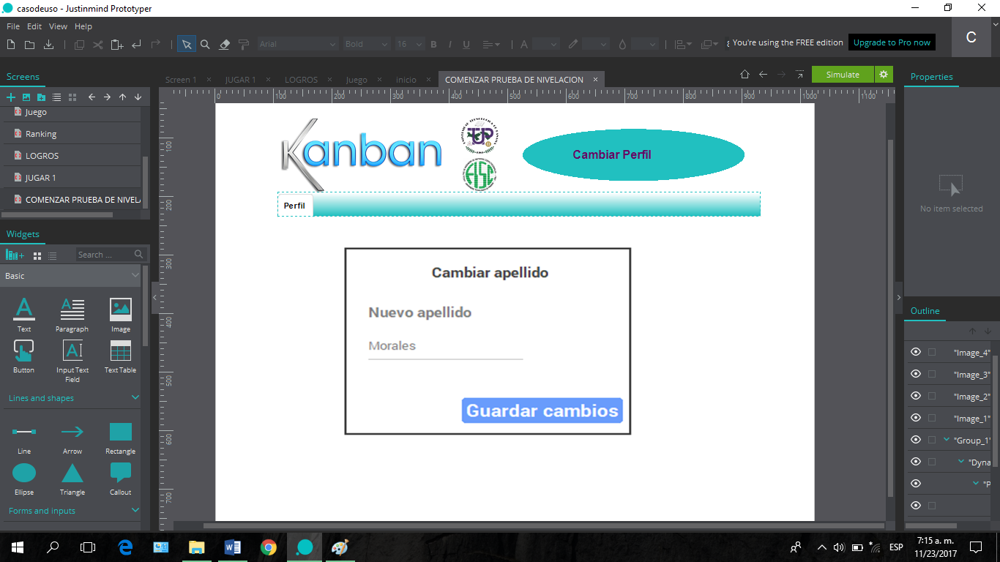 casodeuso - Justinmind Prototyper
File Edit View Help
Arial Bold 16 B I U A
You're using the FREE edition Upgrade to Pro now C
Screens
Screen 1 × JUGAR 1 × LOGROS × Juego × inicio × COMENZAR PRUEBA DE NIVELACION ×
Simulate
Properties
0 100 200 300 400 500 600 700 800 900 1000 1100
Juego
Ranking
LOGROS
JUGAR 1
COMENZAR PRUEBA DE NIVELA
100
200
300
400
500
600
700
Kanban
UTP
FISC
Cambiar Perfil
Perfil
Cambiar apellido
Nuevo apellido
Morales
Guardar cambios
No item selected
Widgets
Search ...
Basic
Text Paragraph Image
Button Input Text Field Text Table
Lines and shapes
Line Arrow Rectangle
Ellipse Triangle Callout
Forms and inputs
Outline
"Image_4"
"Image_3"
"Image_2"
"Image_1"
"Group_1"
"Dyna
"P
ESP
7:15 a. m.
11/23/2017